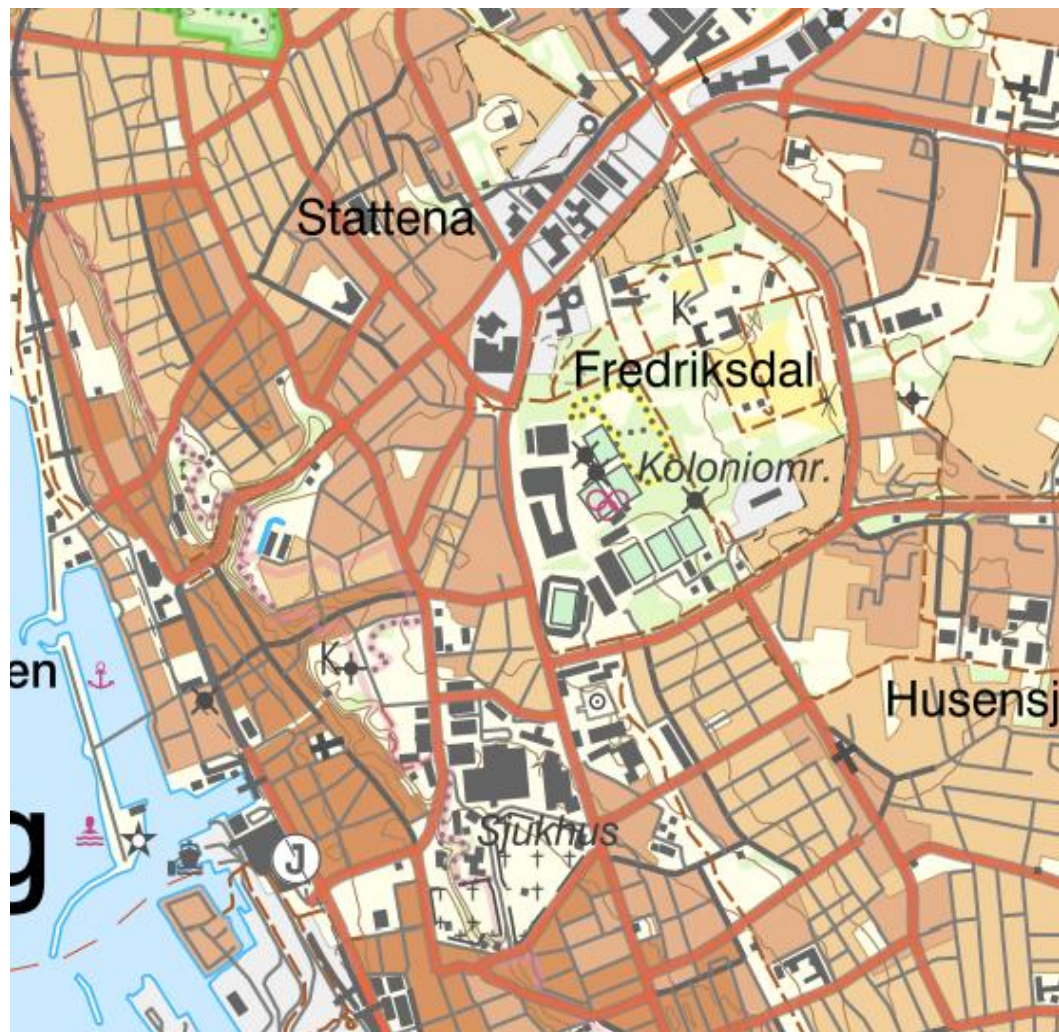 Stattena
K
Fredriksdal
Koloniomr.
K
en
Husensj
g
Sjukhus
J